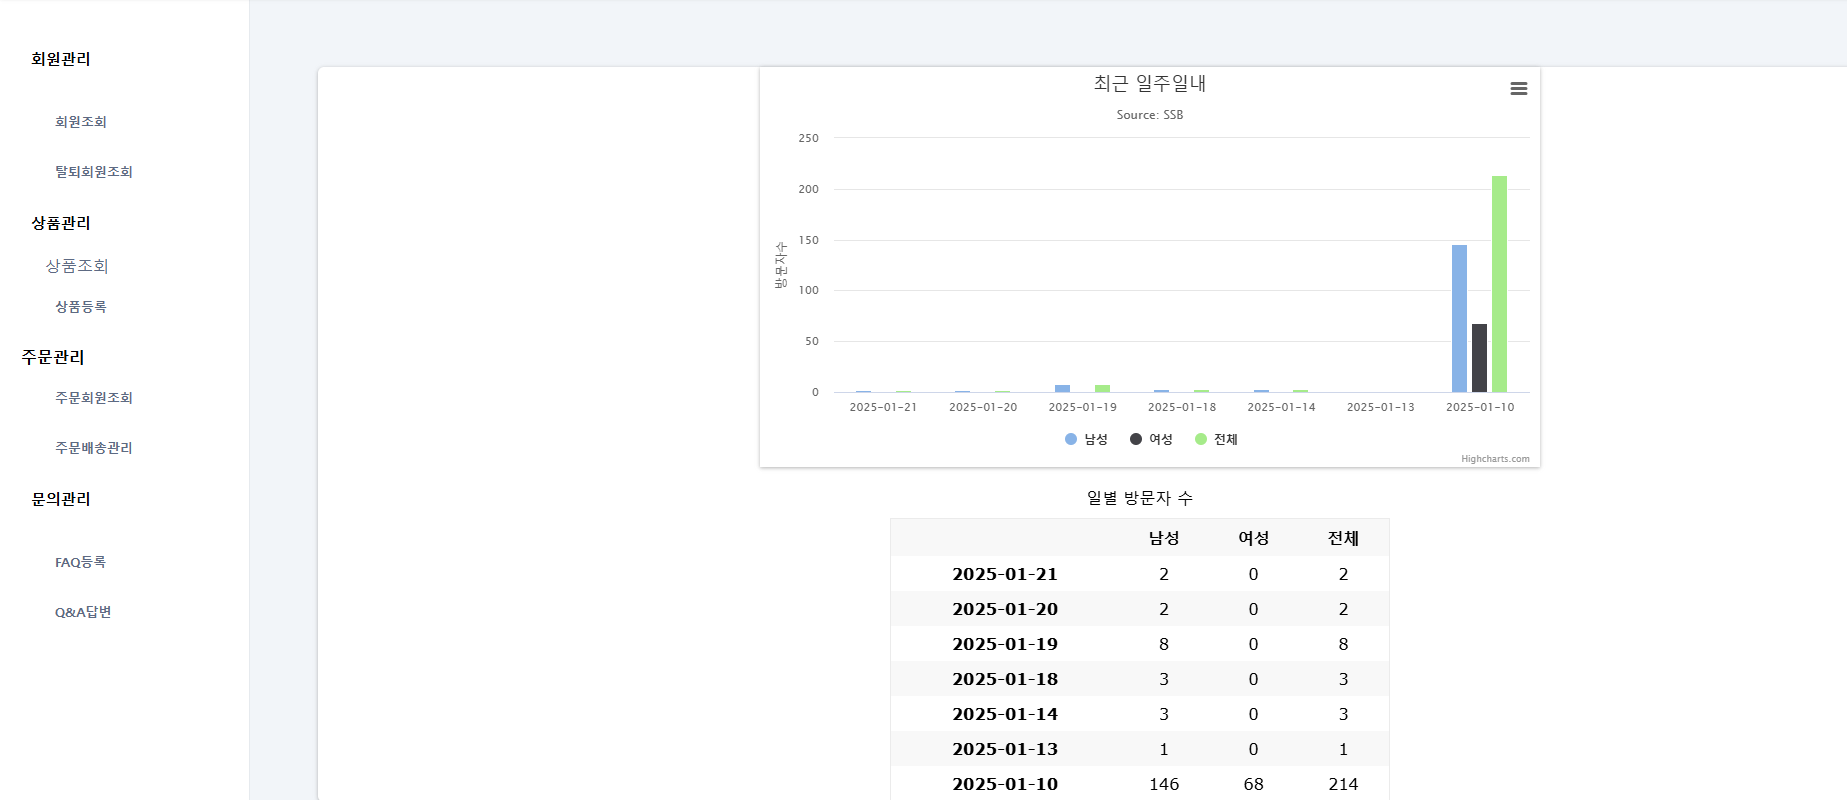 회원관리
회원조회
탈퇴회원조회
상품관리
상품조회
상품등록
주문관리
주문회원조회
주문배송관리
문의관리
FAQ등록
Q&A답변
최근 일주일내
Source: SSB
방문자수
250
200
150
100
50
0
2025-01-21 2025-01-20 2025-01-19 2025-01-18 2025-01-14 2025-01-13 2025-01-10
남성 여성 전체
Highcharts.com
일별 방문자 수
남성 여성 전체
2025-01-21 2 0 2
2025-01-20 2 0 2
2025-01-19 8 0 8
2025-01-18 3 0 3
2025-01-14 3 0 3
2025-01-13 1 0 1
2025-01-10 146 68 214